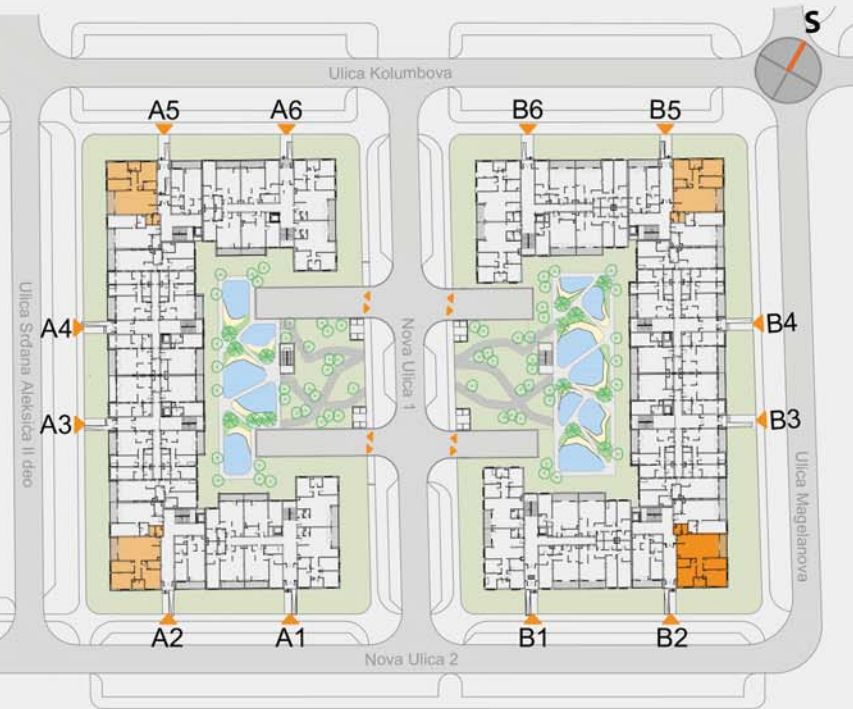 S
Ulica Kolumbova
A5
A6
B6
B5
A4
B4
Ulica Srđana Aleksića II deo
Nova Ulica 1
A3
B3
Ulica Magelanova
A2
A1
B1
B2
Nova Ulica 2